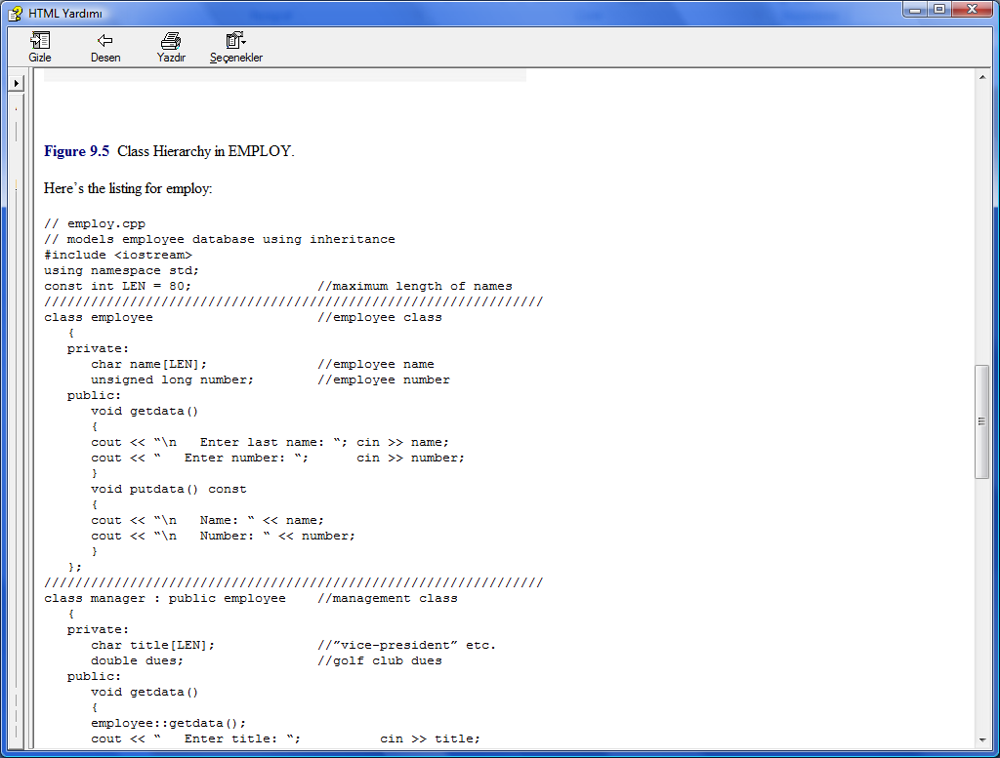 HTML Yardımı
Gizle Desen Yazdır Seçenekler
Figure 9.5 Class Hierarchy in EMPLOY.
Here’s the listing for employ:
// employ.cpp
// models employee database using inheritance
#include <iostream>
using namespace std;
const int LEN = 80;                //maximum length of names
////////////////////////////////////////////////////////////////
class employee                     //employee class
   {
   private:
      char name[LEN];              //employee name
      unsigned long number;        //employee number
   public:
      void getdata()
      {
      cout << “\n   Enter last name: “; cin >> name;
      cout << “   Enter number: “;      cin >> number;
      }
      void putdata() const
      {
      cout << “\n   Name: “ << name;
      cout << “\n   Number: “ << number;
      }
   };
////////////////////////////////////////////////////////////////
class manager : public employee    //management class
   {
   private:
      char title[LEN];             //”vice-president” etc.
      double dues;                 //golf club dues
   public:
      void getdata()
      {
      employee::getdata();
      cout << “   Enter title: “;          cin >> title;